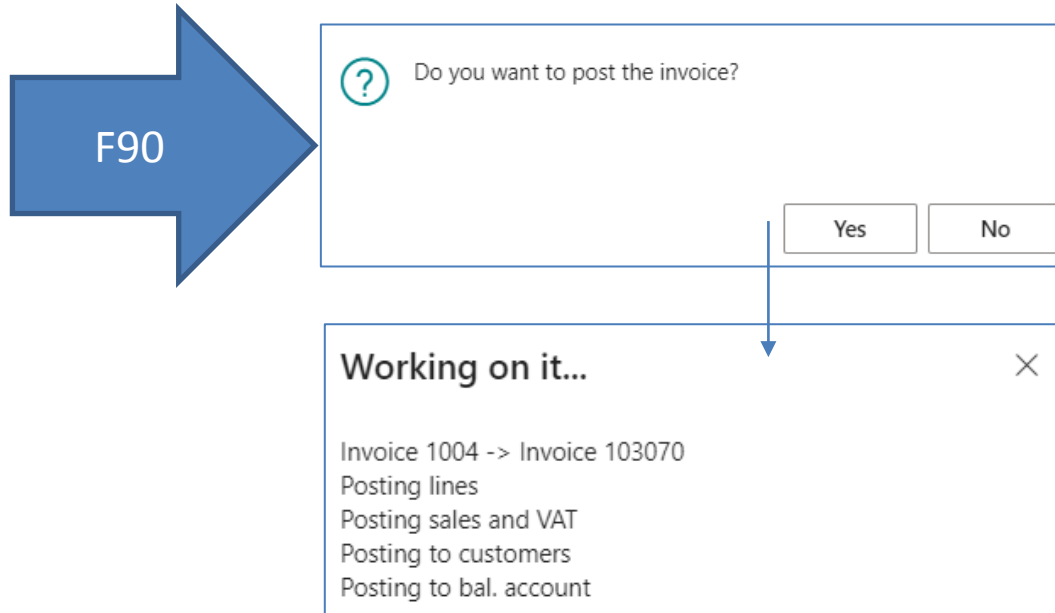 F90
Do you want to post the invoice?
Yes
No
Working on it...
Invoice 1004 -> Invoice 103070
Posting lines
Posting sales and VAT
Posting to customers
Posting to bal. account